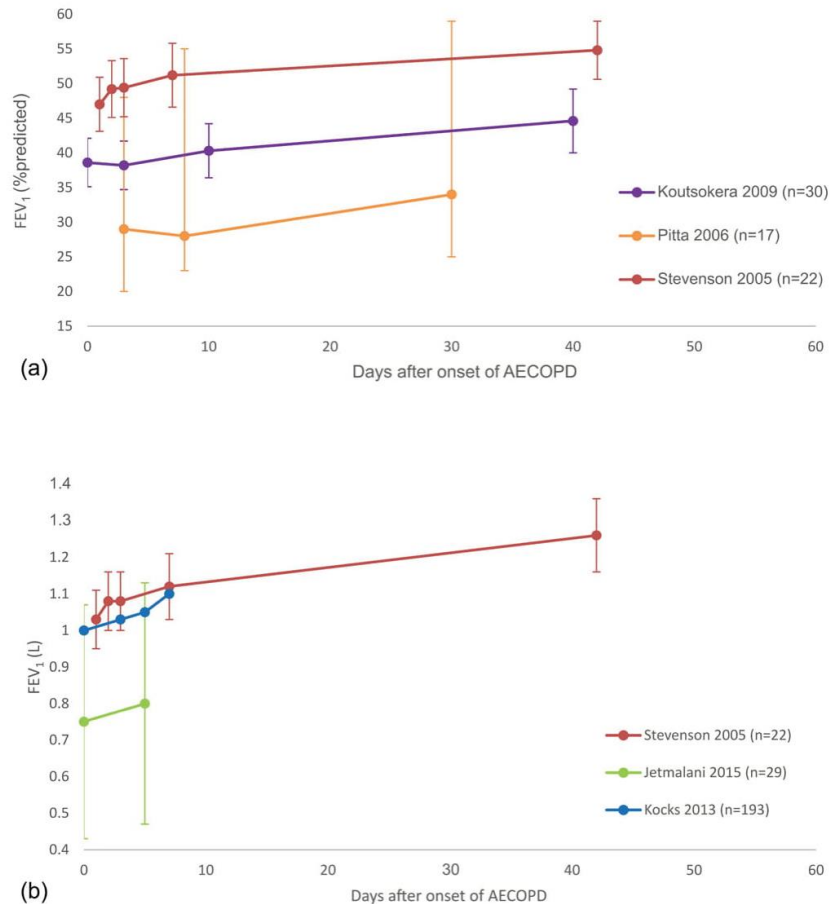 60
55
50
45
40
35
30
25
20
15
FEV₁ (%predicted)
Koutsokera 2009 (n=30)
Pitta 2006 (n=17)
Stevenson 2005 (n=22)
0 10 20 30 40 50 60
Days after onset of AECOPD
(a)
1.4
1.3
1.2
1.1
1
0.9
0.8
0.7
0.6
0.5
0.4
FEV₁ (L)
Stevenson 2005 (n=22)
Jetmalani 2015 (n=29)
Kocks 2013 (n=193)
0 10 20 30 40 50 60
Days after onset of AECOPD
(b)